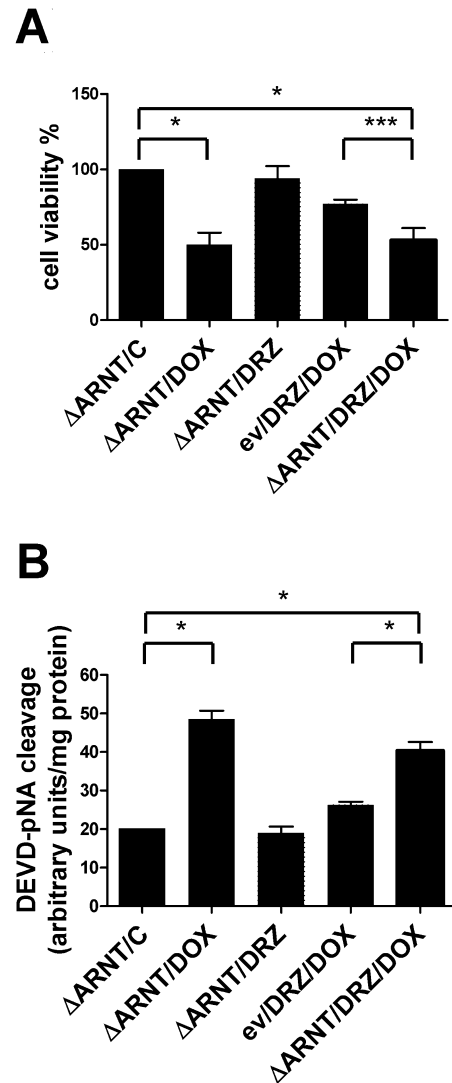 A
*
* ***
150
100
50
0
cell viability %
ΔARNT/C
ΔARNT/DOX
ΔARNT/DRZ
ev/DRZ/DOX
ΔARNT/DRZ/DOX
B
*
* *
60
50
40
30
20
10
0
DEVD-pNA cleavage
(arbitrary units/mg protein)
ΔARNT/C
ΔARNT/DOX
ΔARNT/DRZ
ev/DRZ/DOX
ΔARNT/DRZ/DOX